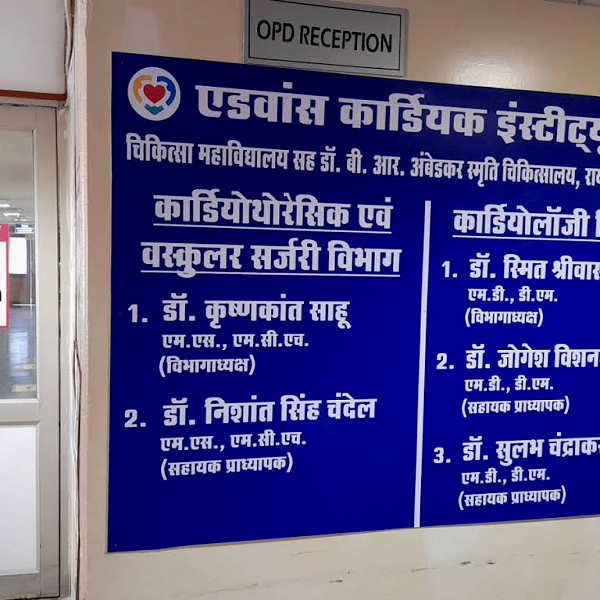 OPD RECEPTION
एडवांस कार्डियक
चिकित्सा महाविद्यालय सह डॉ. बी. आर. अंबेडकर स्मृति चिकित्सालय,
कार्डियोथोरेसिक एवं
वस्कुलर सर्जरी विभाग
1. डॉ. कृष्णकांत साहू
एम.एस., एम.सी.एच.
(विभागाध्यक्ष)
2. डॉ. निशांत सिंह चंदेल
एम.एस., एम.सी.एच.
(सहायक प्राध्यापक)
कार्डियोलॉजी
1. डॉ. स्मित
एम.डी., डी.एम.
(विभागाध्यक्ष)
2. डॉ. जोगेश
एम.डी., डी.एम.
(सहायक प्राध्यापक)
3. डॉ. सुलभ
एम.डी., डी.एम.
(सहायक प्राध्यापक)